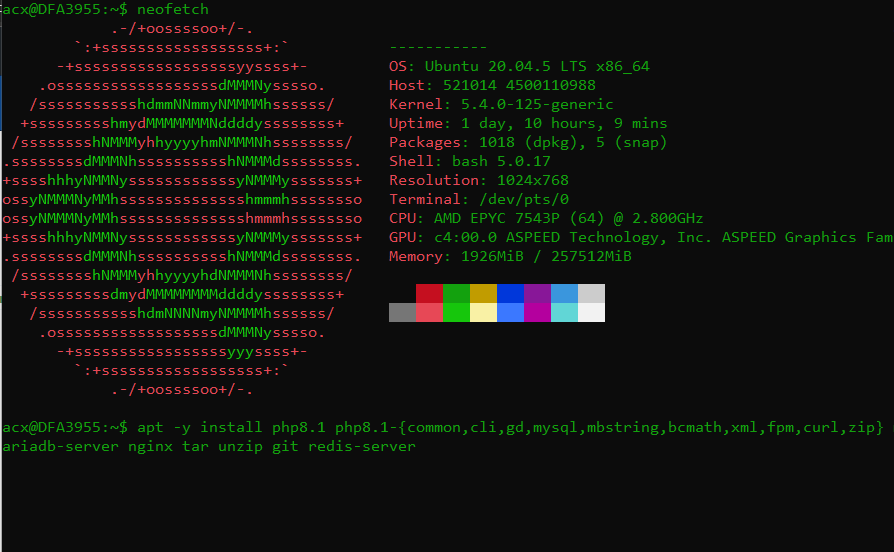 acx@DFA3955:~$ neofetch
            .-/+oossssoo+/-.
        `:+ssssssssssssssssss+:`           -----------
      -+ssssssssssssssssssyyssss+-         OS: Ubuntu 20.04.5 LTS x86_64
    .ossssssssssssssssssdMMMNysssso.       Host: 521014 4500110988
   /ssssssssssshdmmNNmmyNMMMMhssssss/      Kernel: 5.4.0-125-generic
  +ssssssssshmydMMMMMMMNddddyssssssss+     Uptime: 1 day, 10 hours, 9 mins
 /sssssssshNMMMyhhyyyyhmNMMMNhssssssss/    Packages: 1018 (dpkg), 5 (snap)
.ssssssssdMMMNhsssssssssshNMMMdssssssss.   Shell: bash 5.0.17
+sssshhhyNMMNyssssssssssssyNMMMysssssss+   Resolution: 1024x768
ossyNMMMNyMMhsssssssssssssshmmmhssssssso   Terminal: /dev/pts/0
ossyNMMMNyMMhsssssssssssssshmmmhssssssso   CPU: AMD EPYC 7543P (64) @ 2.800GHz
+sssshhhyNMMNyssssssssssssyNMMMysssssss+   GPU: c4:00.0 ASPEED Technology, Inc. ASPEED Graphics Fam
.ssssssssdMMMNhsssssssssshNMMMdssssssss.   Memory: 1926MiB / 257512MiB
 /sssssssshNMMMyhhyyyyhdNMMMNhssssssss/
  +sssssssssdmydMMMMMMMMddddyssssssss+
   /ssssssssssshdmNNNNmyNMMMMhssssss/
    .ossssssssssssssssssdMMMNysssso.
      -+sssssssssssssssssyyyssss+-
        `:+ssssssssssssssssss+:`
            .-/+oossssoo+/-.
acx@DFA3955:~$ apt -y install php8.1 php8.1-{common,cli,gd,mysql,mbstring,bcmath,xml,fpm,curl,zip}
ariadb-server nginx tar unzip git redis-server